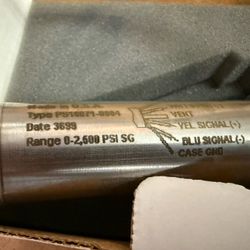 Made in U.S.A.
Type PS10071-0004
Date 3699
Range 0-2,500 PSI SG
VENT
YEL SIGNAL (-)
BLU SIGNAL (-)
CASE GND